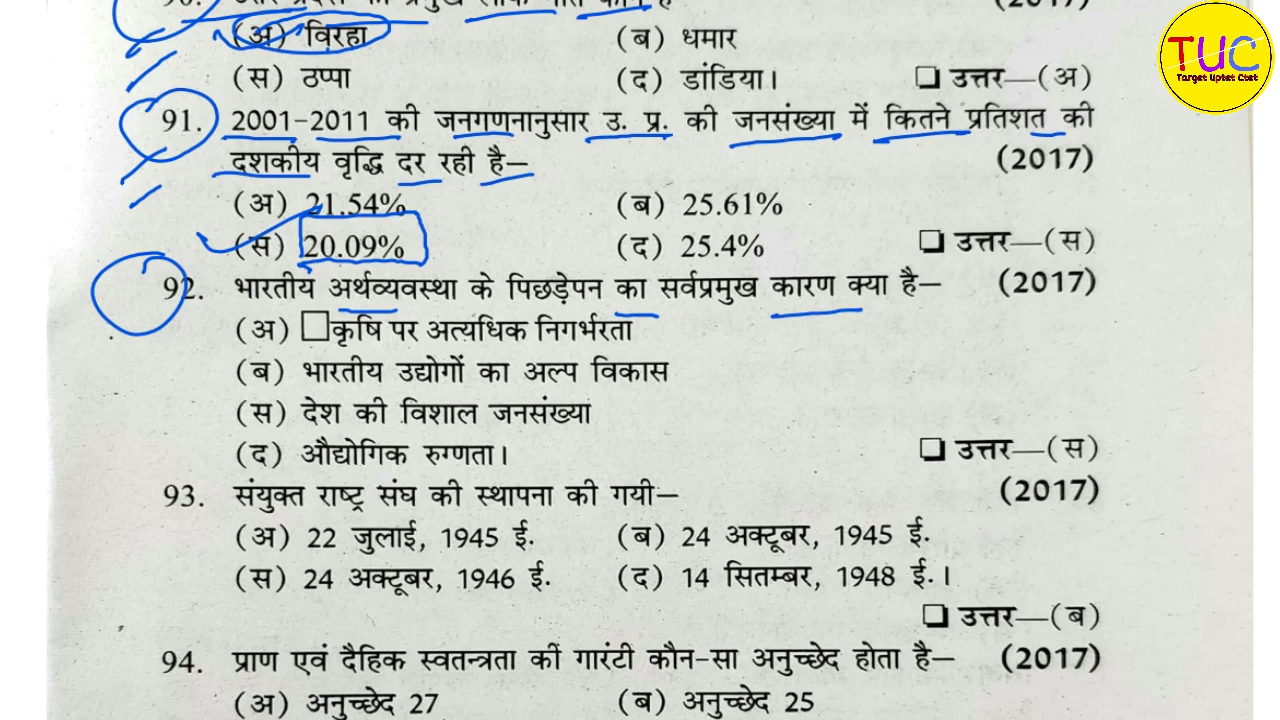 (2017)
(अ) विरहा (ब) धमार
(स) ठप्पा (द) डांडिया। ❑ उत्तर—(अ)
TUC
Target Uptet Ctet
91. 2001-2011 की जनगणनानुसार उ. प्र. की जनसंख्या में कितने प्रतिशत की
दशकीय वृद्धि दर रही है— (2017)
(अ) 21.54% (ब) 25.61%
(स) 20.09% (द) 25.4% ❑ उत्तर—(स)
92. भारतीय अर्थव्यवस्था के पिछड़ेपन का सर्वप्रमुख कारण क्या है— (2017)
(अ) □कृषि पर अत्यधिक निगर्भरता
(ब) भारतीय उद्योगों का अल्प विकास
(स) देश की विशाल जनसंख्या
(द) औद्योगिक रुग्णता। ❑ उत्तर—(स)
93. संयुक्त राष्ट्र संघ की स्थापना की गयी— (2017)
(अ) 22 जुलाई, 1945 ई. (ब) 24 अक्टूबर, 1945 ई.
(स) 24 अक्टूबर, 1946 ई. (द) 14 सितम्बर, 1948 ई.।
❑ उत्तर—(ब)
94. प्राण एवं दैहिक स्वतन्त्रता की गारंटी कौन-सा अनुच्छेद होता है— (2017)
(अ) अनुच्छेद 27 (ब) अनुच्छेद 25